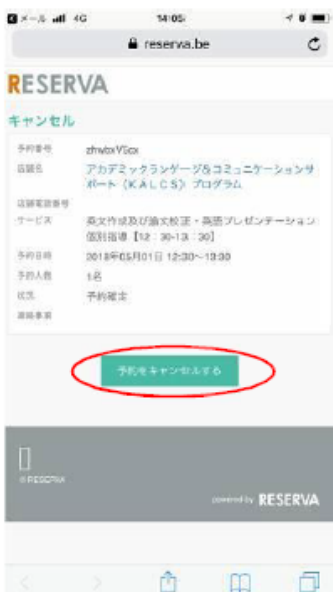 メール 4G 14:05
reserva.be
RESERVA
キャンセル
予約番号
店舗名 アカデミックランゲージ&コミュニケーションサ
ポート（KALCS）プログラム
店舗電話番号
サービス 英文作成及び論文校正・英語プレゼンテーション
個別指導【12：30-13：30】
予約日時 2018年05月01日 12:30～13:30
予約人数 1名
状況 予約確定
連絡事項
予約をキャンセルする
© RESERVA
powered by RESERVA